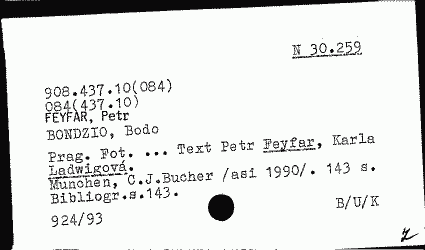 N 30.259
908.437.10(084)
084(437.10)
FEYFAR, Petr
BONDZIO, Bodo
Prag. Fot. ... Text Petr Feyfar, Karla
Ladwigová.
München, C.J.Bucher /asi 1990/. 143 s.
Bibliogr.s.143.
B/U/K
924/93